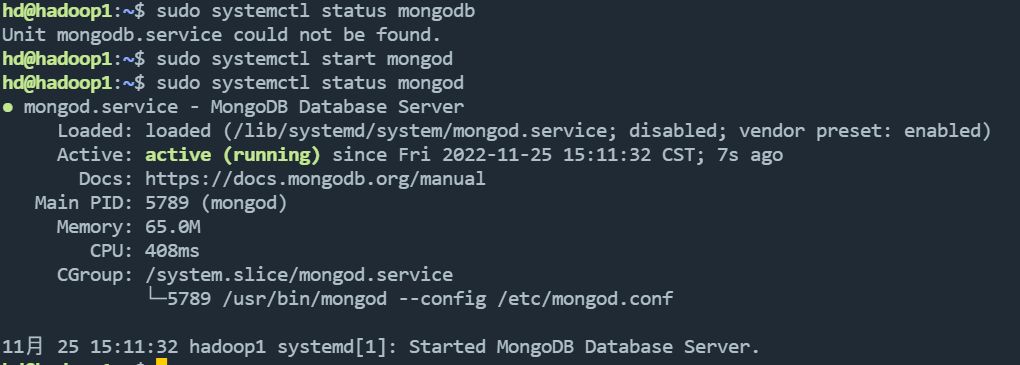 hd@hadoop1:~$ sudo systemctl status mongodb
Unit mongodb.service could not be found.
hd@hadoop1:~$ sudo systemctl start mongod
hd@hadoop1:~$ sudo systemctl status mongod
● mongod.service - MongoDB Database Server
     Loaded: loaded (/lib/systemd/system/mongod.service; disabled; vendor preset: enabled)
     Active: active (running) since Fri 2022-11-25 15:11:32 CST; 7s ago
       Docs: https://docs.mongodb.org/manual
   Main PID: 5789 (mongod)
     Memory: 65.0M
        CPU: 408ms
     CGroup: /system.slice/mongod.service
             └─5789 /usr/bin/mongod --config /etc/mongod.conf

11月 25 15:11:32 hadoop1 systemd[1]: Started MongoDB Database Server.
hd@hadoop1:~$